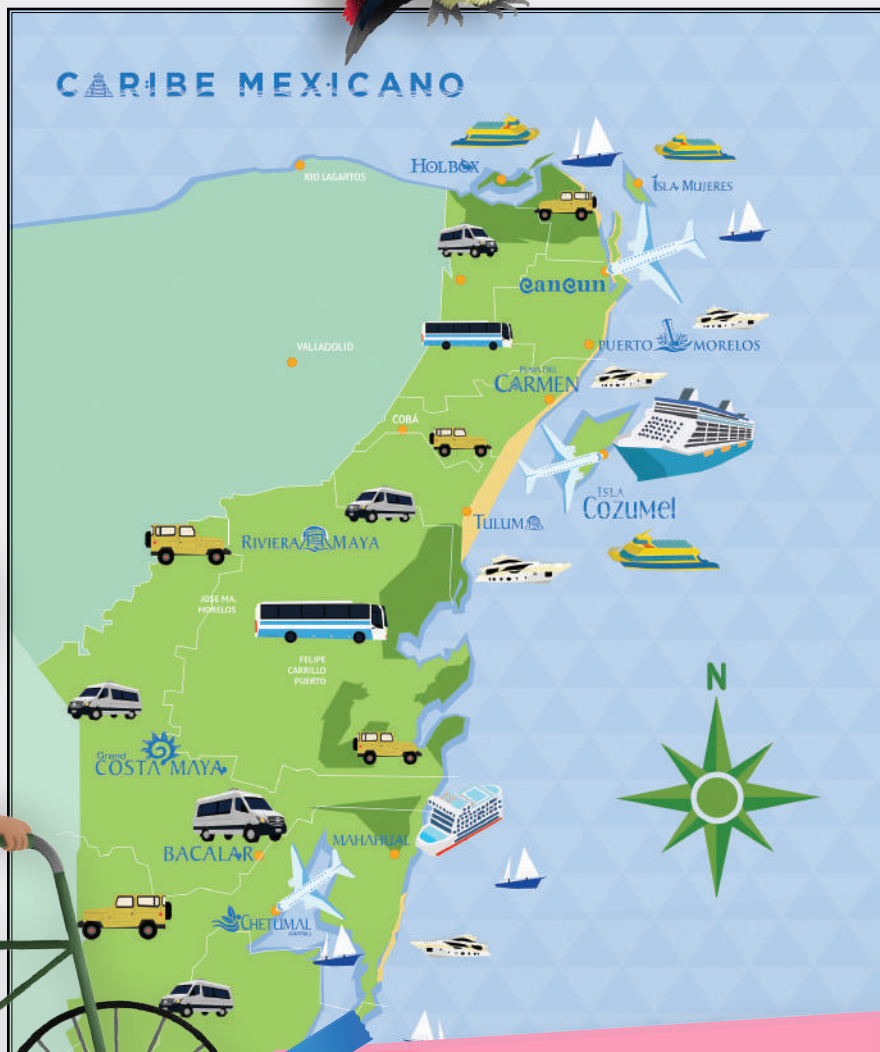 CARIBE MEXICANO
HOLBOX
RIO LAGARTOS
ISLA MUJERES
CANCUN
PUERTO MORELOS
VALLADOLID
PLAYA DEL
CARMEN
COBÁ
ISLA
COZUMEL
TULUM
RIVIERA MAYA
JOSE MA.
MORELOS
FELIPE
CARRILLO
PUERTO
N
Grand
COSTA MAYA
MAHAHUAL
BACALAR
CHETUMAL
(CAPITAL)